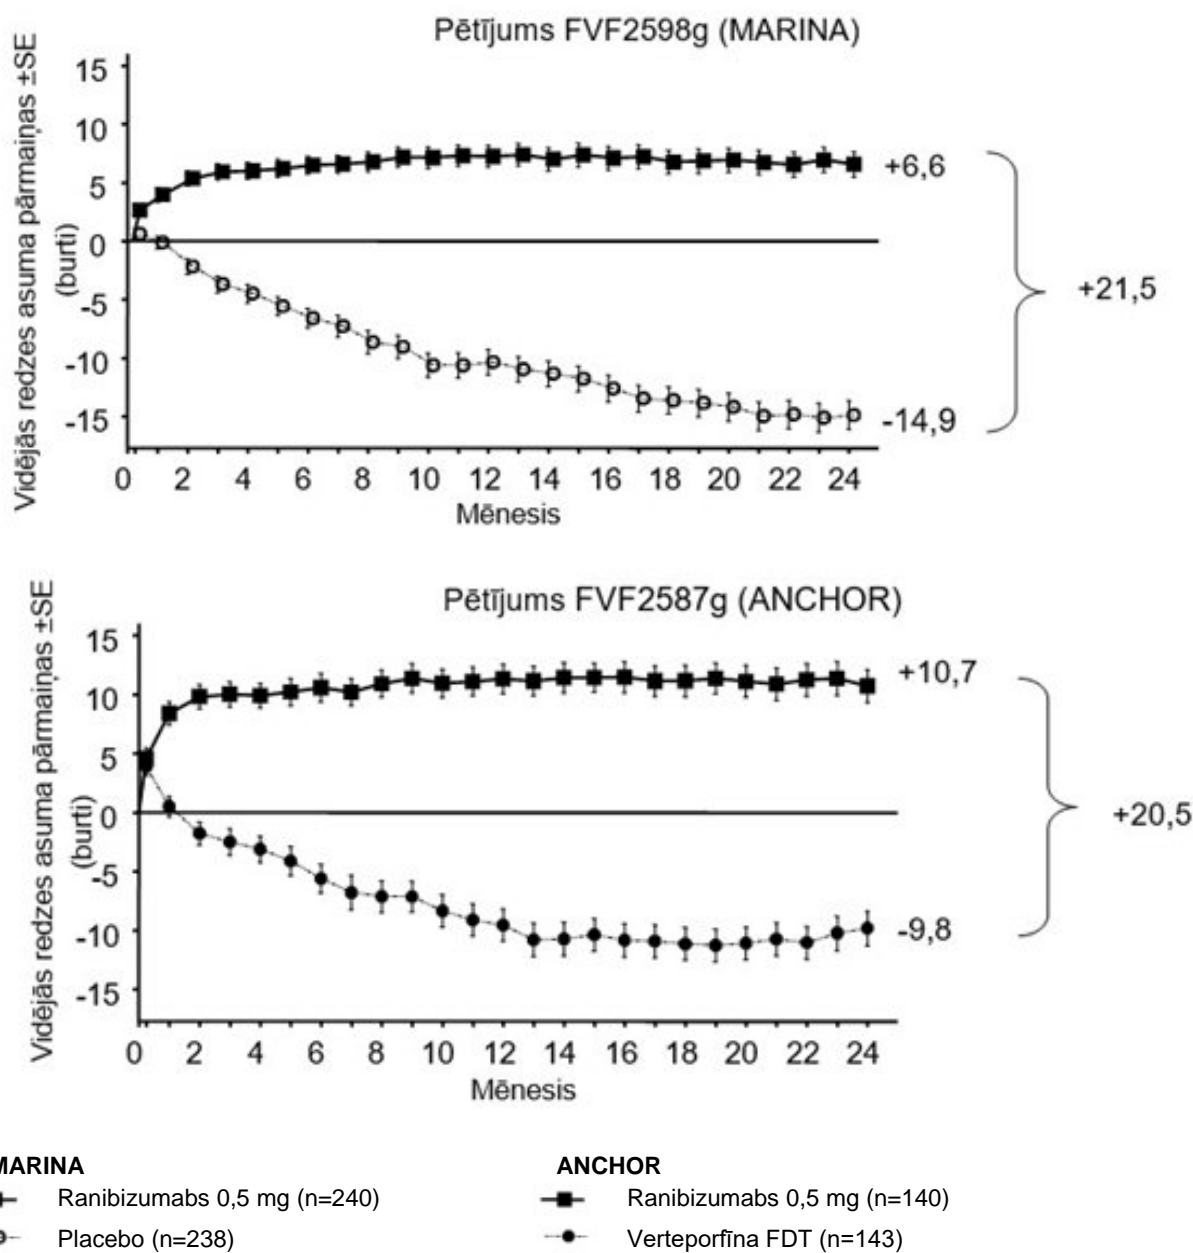 Pētījums FVF2598g (MARINA)
Vidējās redzes asuma pārmaiņas ±SE
(burti)
15
10
5
0
-5
-10
-15
+6,6
-14,9
+21,5
0 2 4 6 8 10 12 14 16 18 20 22 24
Mēnesis
Pētījums FVF2587g (ANCHOR)
Vidējās redzes asuma pārmaiņas ±SE
(burti)
15
10
5
0
-5
-10
-15
+10,7
-9,8
+20,5
0 2 4 6 8 10 12 14 16 18 20 22 24
Mēnesis
MARINA
Ranibizumabs 0,5 mg (n=240)
Placebo (n=238)
ANCHOR
Ranibizumabs 0,5 mg (n=140)
Verteporfīna FDT (n=143)